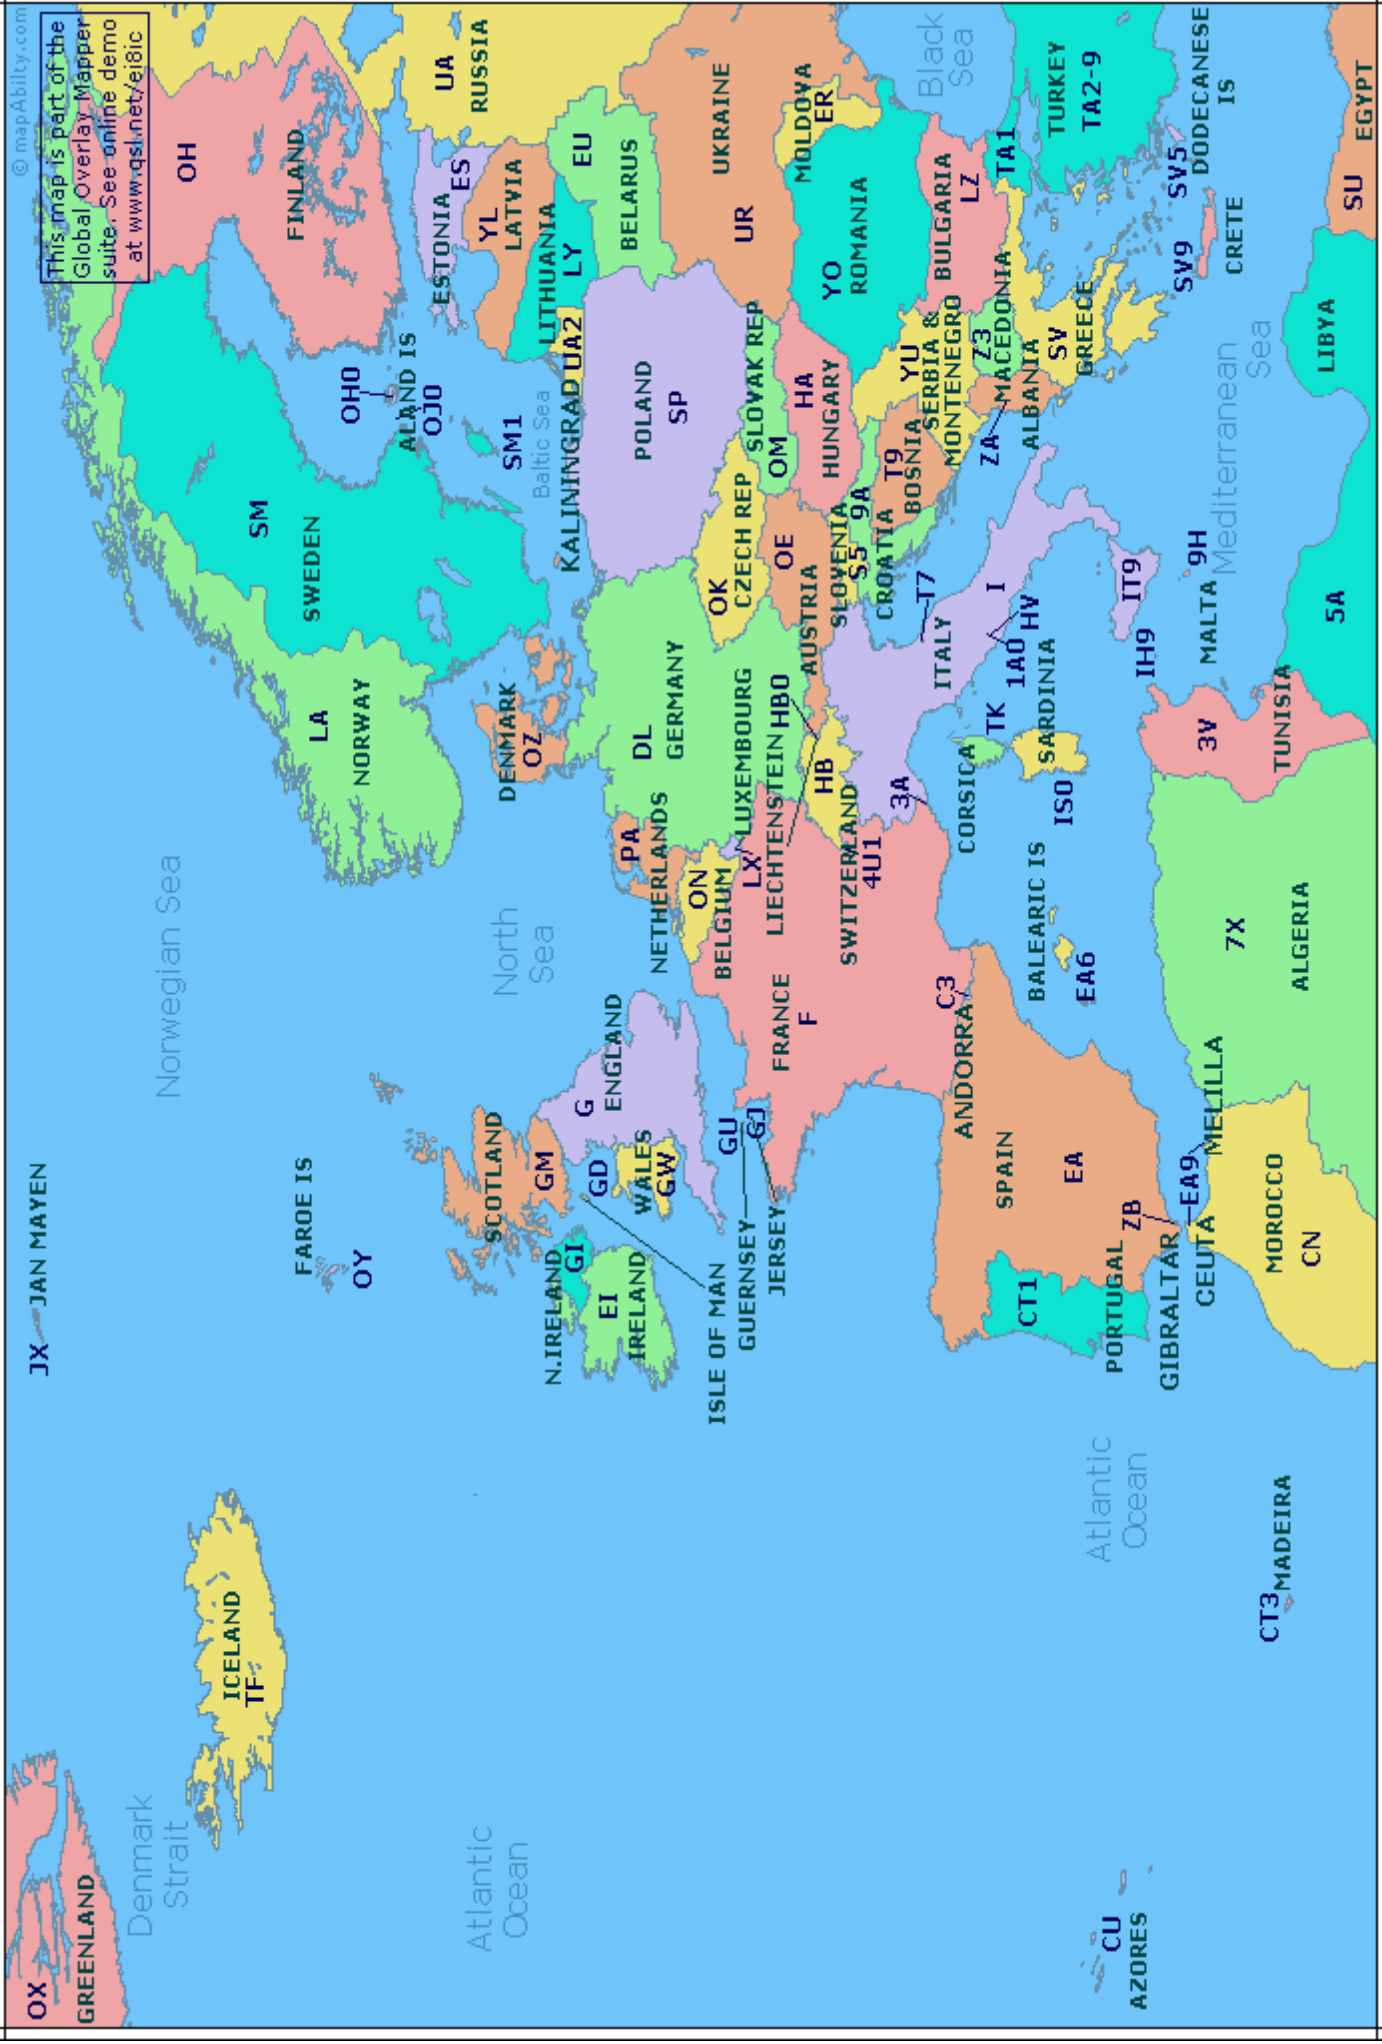 © mapAbilty.com
This map is part of the
Global Overlay Mapper
suite. See online demo
at www.qsl.net/ei8ic
OX
GREENLAND
Denmark
Strait
ICELAND
TF
JX
JAN MAYEN
Norwegian Sea
FAROE IS
OY
LA
NORWAY
SM
SWEDEN
OH
FINLAND
OH0
ALAND IS
OJ0
SM1
Baltic Sea
UA
RUSSIA
ES
ESTONIA
YL
LATVIA
LITHUANIA
LY
UA2
KALININGRAD
EU
BELARUS
UKRAINE
UR
MOLDOVA
ER
POLAND
SP
DENMARK
OZ
North
Sea
SCOTLAND
GM
N.IRELAND
GI
EI
IRELAND
G
ENGLAND
GD
WALES
GW
ISLE OF MAN
GU
GUERNSEY
GJ
JERSEY
PA
NETHERLANDS
ON
BELGIUM
LX
LUXEMBOURG
DL
GERMANY
HB0
LIECHTENSTEIN
HB
SWITZERLAND
4U1
FRANCE
F
OK
CZECH REP
SLOVAK REP
OM
OE
AUSTRIA
HA
HUNGARY
SLOVENIA
S5
9A
CROATIA
T9
BOSNIA
YU
SERBIA &
MONTENEGRO
YO
ROMANIA
BULGARIA
LZ
Black
Sea
Z3
MACEDONIA
ZA
ALBANIA
SV
GREECE
TA1
TURKEY
TA2-9
SV5
DODECANESE
IS
SV9
CRETE
T7
ITALY
I
HV
1A0
3A
CORSICA
TK
SARDINIA
IS0
IT9
IH9
MALTA
9H
Mediterranean
Sea
C3
ANDORRA
SPAIN
EA
BALEARIC IS
EA6
CT1
PORTUGAL
ZB
GIBRALTAR
EA9
CEUTA
MELILLA
MOROCCO
CN
7X
ALGERIA
3V
TUNISIA
5A
LIBYA
SU
EGYPT
Atlantic
Ocean
CT3
MADEIRA
Atlantic
Ocean
CU
AZORES